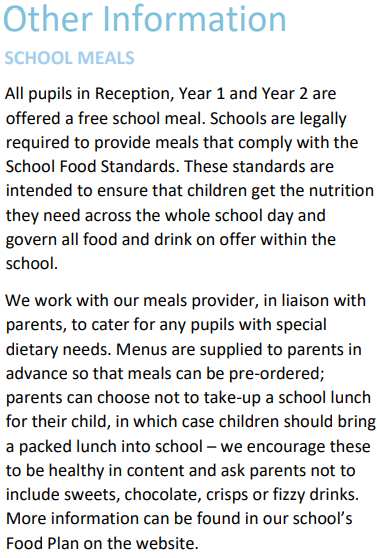 Other Information
SCHOOL MEALS
All pupils in Reception, Year 1 and Year 2 are
offered a free school meal. Schools are legally
required to provide meals that comply with the
School Food Standards. These standards are
intended to ensure that children get the nutrition
they need across the whole school day and
govern all food and drink on offer within the
school.
We work with our meals provider, in liaison with
parents, to cater for any pupils with special
dietary needs. Menus are supplied to parents in
advance so that meals can be pre-ordered;
parents can choose not to take-up a school lunch
for their child, in which case children should bring
a packed lunch into school – we encourage these
to be healthy in content and ask parents not to
include sweets, chocolate, crisps or fizzy drinks.
More information can be found in our school’s
Food Plan on the website.